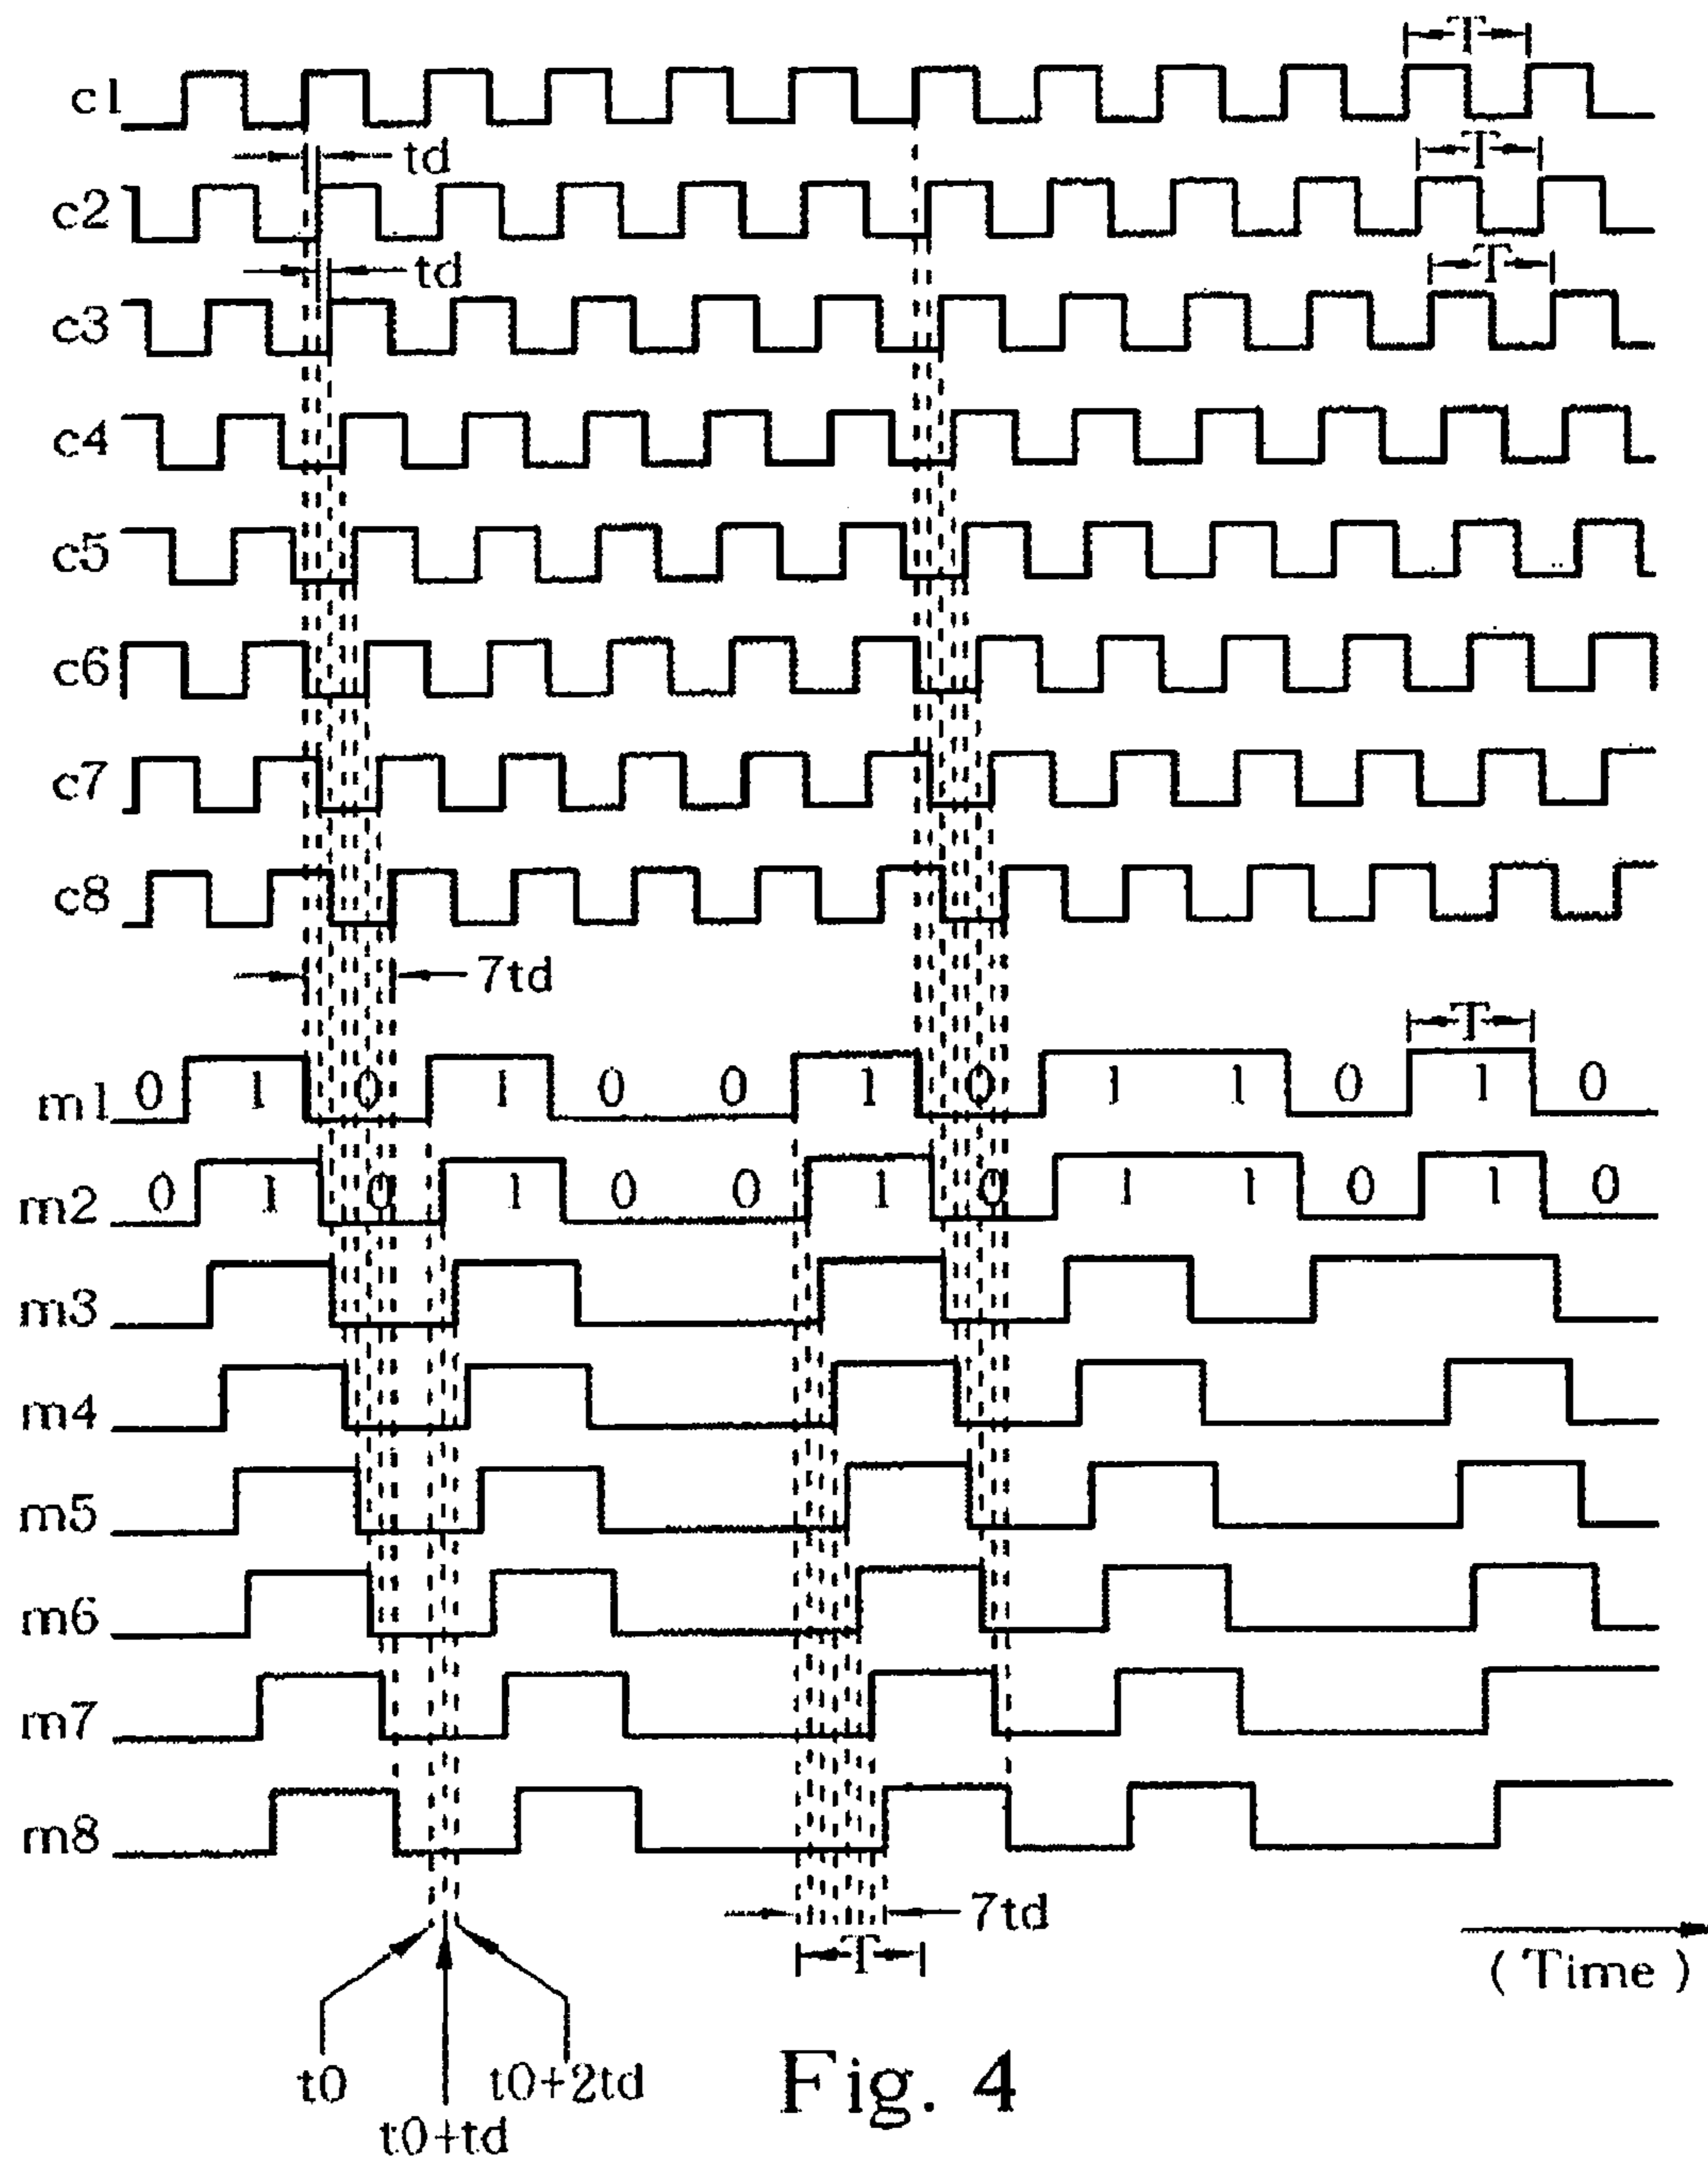 T
c1
td
T
c2
td
T
c3
c4
c5
c6
c7
c8
7td
T
m1 0 1 0 1 0 0 1 0 1 1 0 1 0
m2 0 1 0 1 0 0 1 0 1 1 0 1 0
m3
m4
m5
m6
m7
m8
7td
T
(Time)
t0
t0+td
t0+2td
Fig. 4